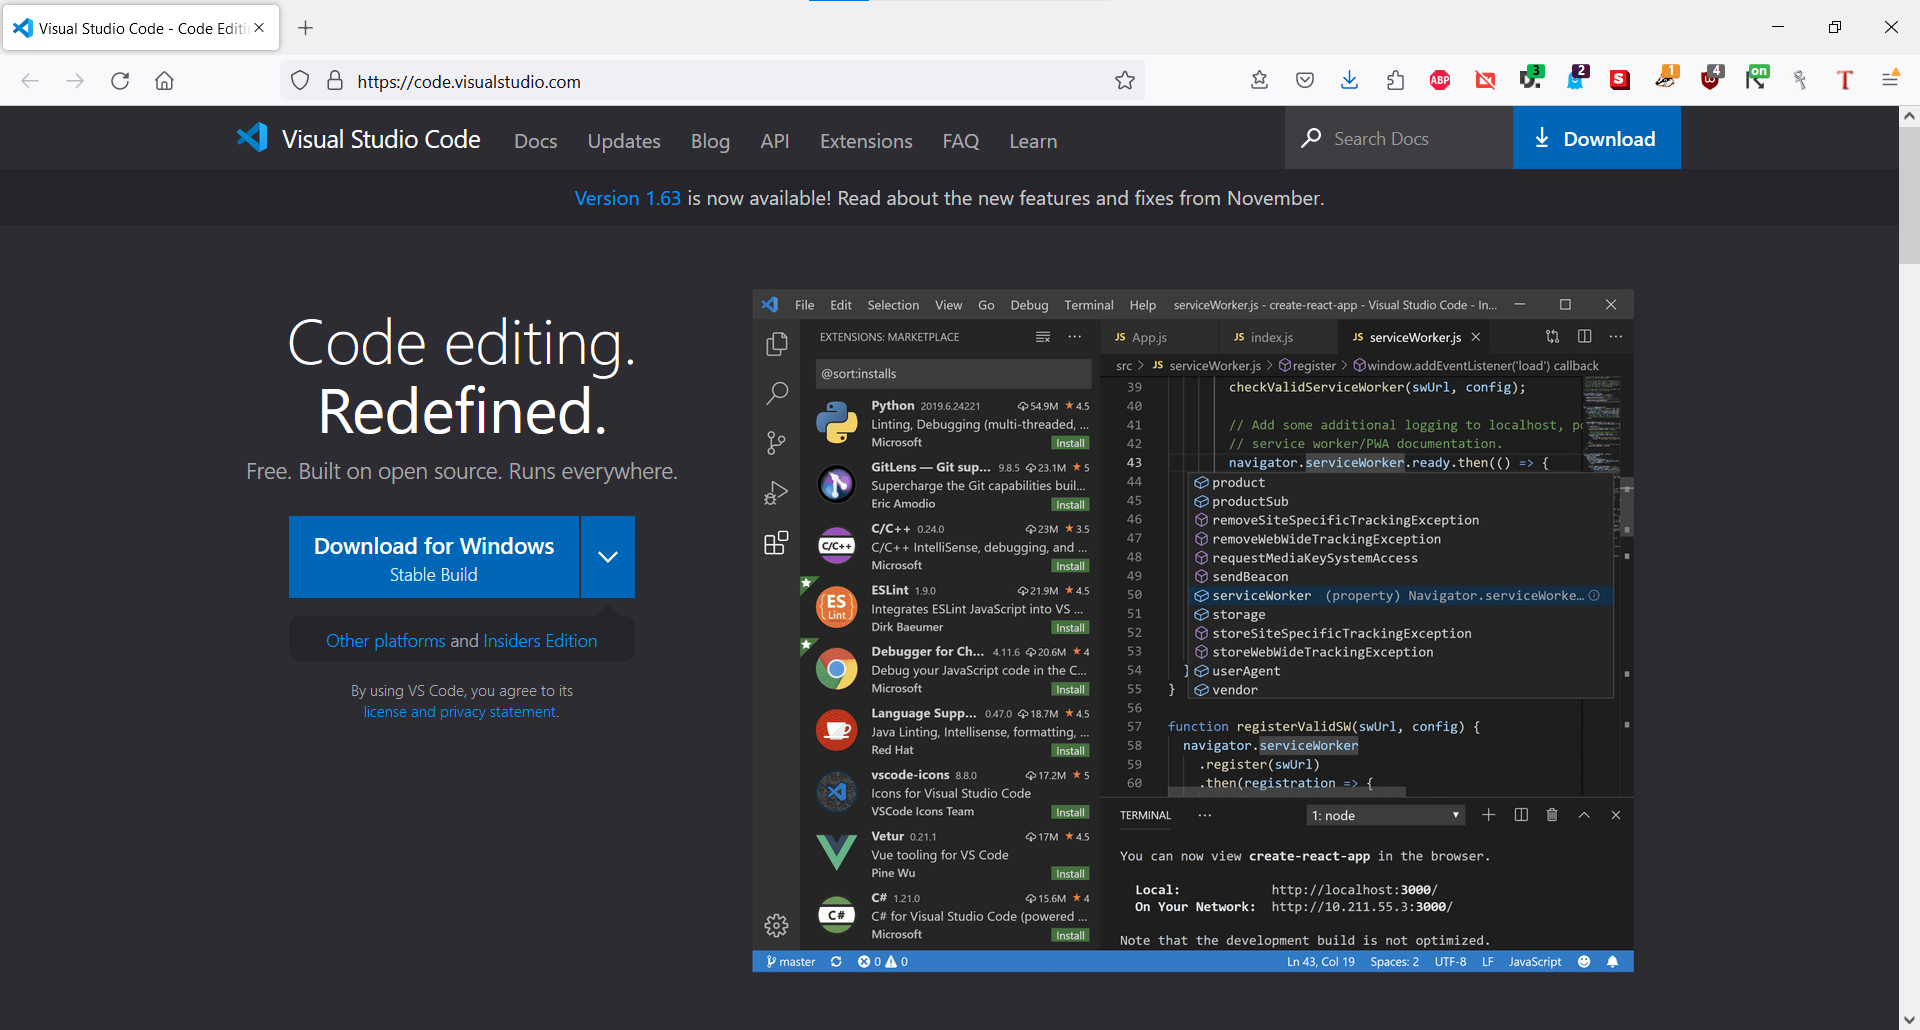 Visual Studio Code - Code Editi
https://code.visualstudio.com
ABP
3
2
S
1
4
on
T
Visual Studio Code
Docs
Updates
Blog
API
Extensions
FAQ
Learn
Search Docs
Download
Version 1.63 is now available! Read about the new features and fixes from November.
Code editing.
Redefined.
Free. Built on open source. Runs everywhere.
Download for Windows
Stable Build
Other platforms and Insiders Edition
By using VS Code, you agree to its
license and privacy statement.
File Edit Selection View Go Debug Terminal Help serviceWorker.js - create-react-app - Visual Studio Code - In...
EXTENSIONS: MARKETPLACE
@sort:installs
Python 2019.6.24221 54.9M 4.5
Linting, Debugging (multi-threaded, ...
Microsoft Install
GitLens — Git sup... 9.8.5 23.1M 5
Supercharge the Git capabilities buil...
Eric Amodio Install
C/C++
C/C++ 0.24.0 23M 3.5
C/C++ IntelliSense, debugging, and ...
Microsoft Install
ES
Lint
ESLint 1.9.0 21.9M 4.5
Integrates ESLint JavaScript into VS ...
Dirk Baeumer Install
Debugger for Ch... 4.11.6 20.6M 4
Debug your JavaScript code in the C...
Microsoft Install
Language Supp... 0.47.0 18.7M 4.5
Java Linting, Intellisense, formatting, ...
Red Hat Install
vscode-icons 8.8.0 17.2M 5
Icons for Visual Studio Code
VSCode Icons Team Install
Vetur 0.21.1 17M 4.5
Vue tooling for VS Code
Pine Wu Install
C#
C# 1.21.0 15.6M 4
C# for Visual Studio Code (powered ...
Microsoft Install
JS App.js JS index.js JS serviceWorker.js
src > JS serviceWorker.js > register > window.addEventListener('load') callback
39 checkValidServiceWorker(swUrl, config);
40
41 // Add some additional logging to localhost, po
42 // service worker/PWA documentation.
43 navigator.serviceWorker.ready.then(() => {
44 product
45 productSub
46 removeSiteSpecificTrackingException
47 removeWebWideTrackingException
48 requestMediaKeySystemAccess
49 sendBeacon
50 serviceWorker (property) Navigator.serviceWorke...
51 storage
52 storeSiteSpecificTrackingException
53 storeWebWideTrackingException
54 } userAgent
55 } vendor
56
57 function registerValidSW(swUrl, config) {
58 navigator.serviceWorker
59 .register(swUrl)
60 .then(registration => {
TERMINAL ... 1: node
You can now view create-react-app in the browser.
Local: http://localhost:3000/
On Your Network: http://10.211.55.3:3000/
Note that the development build is not optimized.
master 0 0 Ln 43, Col 19 Spaces: 2 UTF-8 LF JavaScript